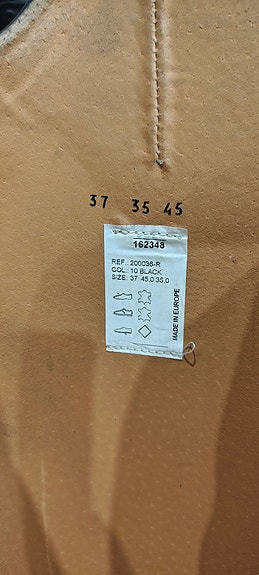 37 35 45
162348
REF.: 200036-R
COL.: 10 BLACK
SIZE: 37 45.0 35.0
MADE IN EUROPE